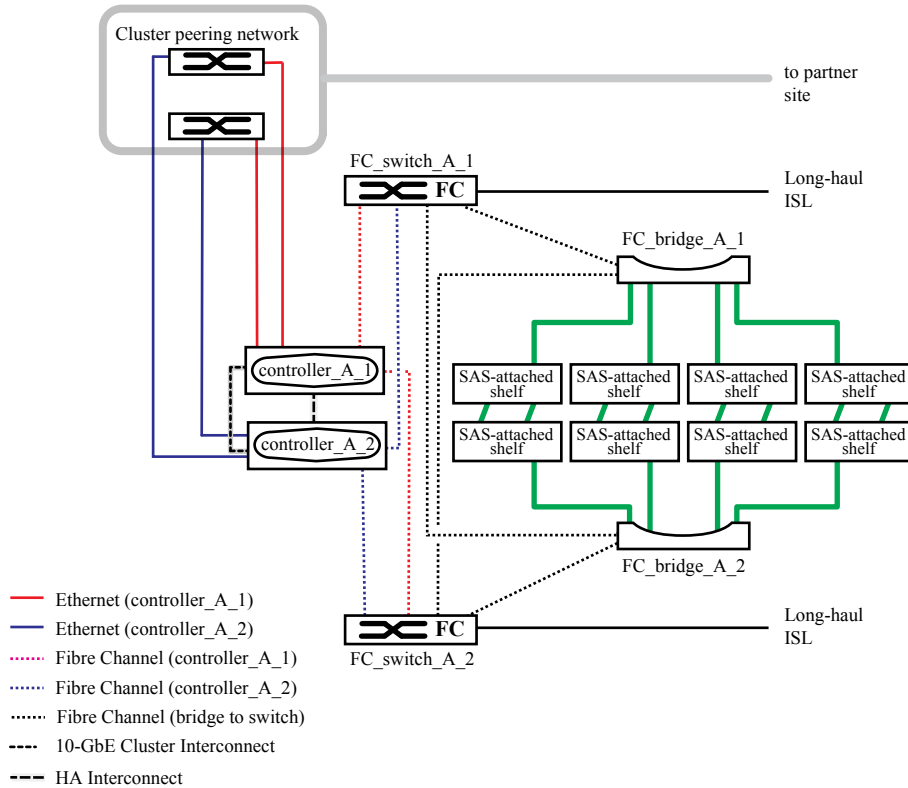 Cluster peering network
to partner
site
FC_switch_A_1
FC
Long-haul
ISL
FC_bridge_A_1
controller_A_1
SAS-attached
shelf
SAS-attached
shelf
SAS-attached
shelf
SAS-attached
shelf
controller_A_2
SAS-attached
shelf
SAS-attached
shelf
SAS-attached
shelf
SAS-attached
shelf
FC_bridge_A_2
Ethernet (controller_A_1)
Ethernet (controller_A_2)
Fibre Channel (controller_A_1)
Fibre Channel (controller_A_2)
Fibre Channel (bridge to switch)
10-GbE Cluster Interconnect
HA Interconnect
FC
FC_switch_A_2
Long-haul
ISL